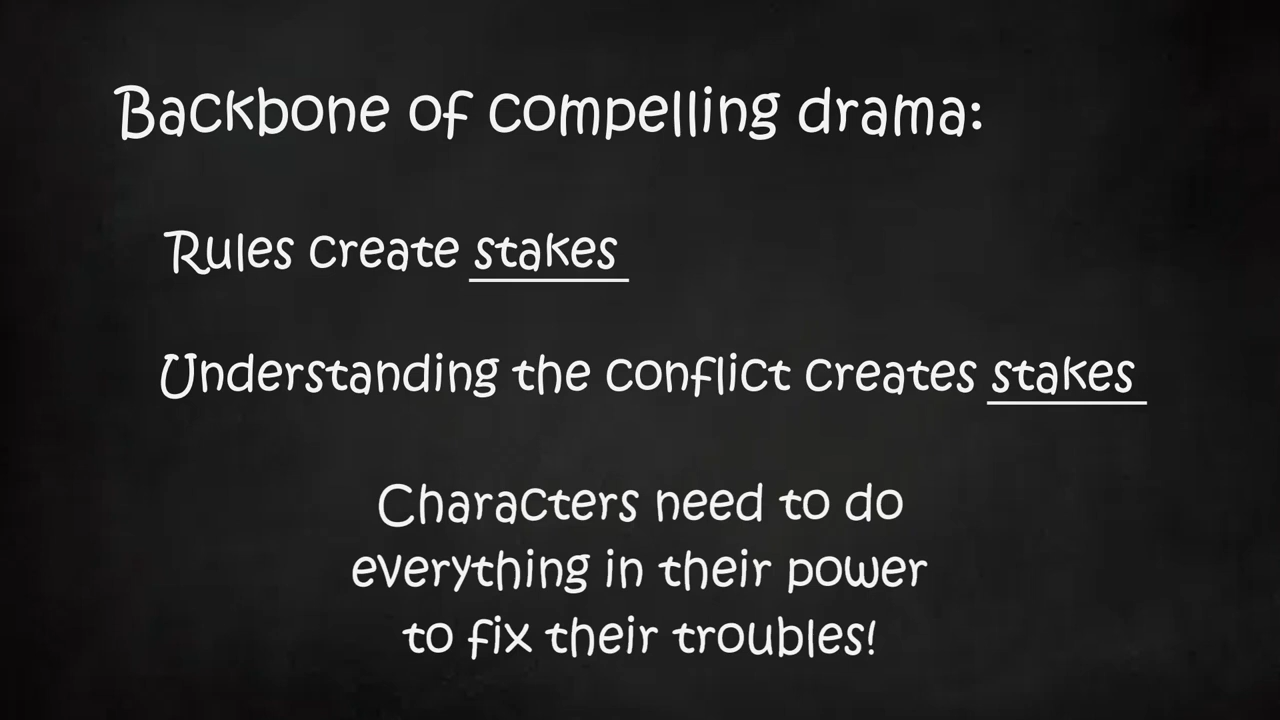 Backbone of compelling drama:
Rules create stakes
Understanding the conflict creates stakes
Characters need to do
everything in their power
to fix their troubles!